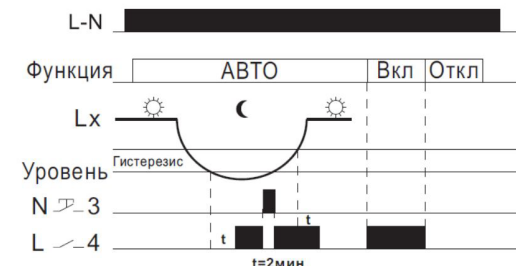 L-N
Функция АВТО Вкл Откл
Lx
Гистерезис
Уровень
N 3
t
L 4 t
t=2мин